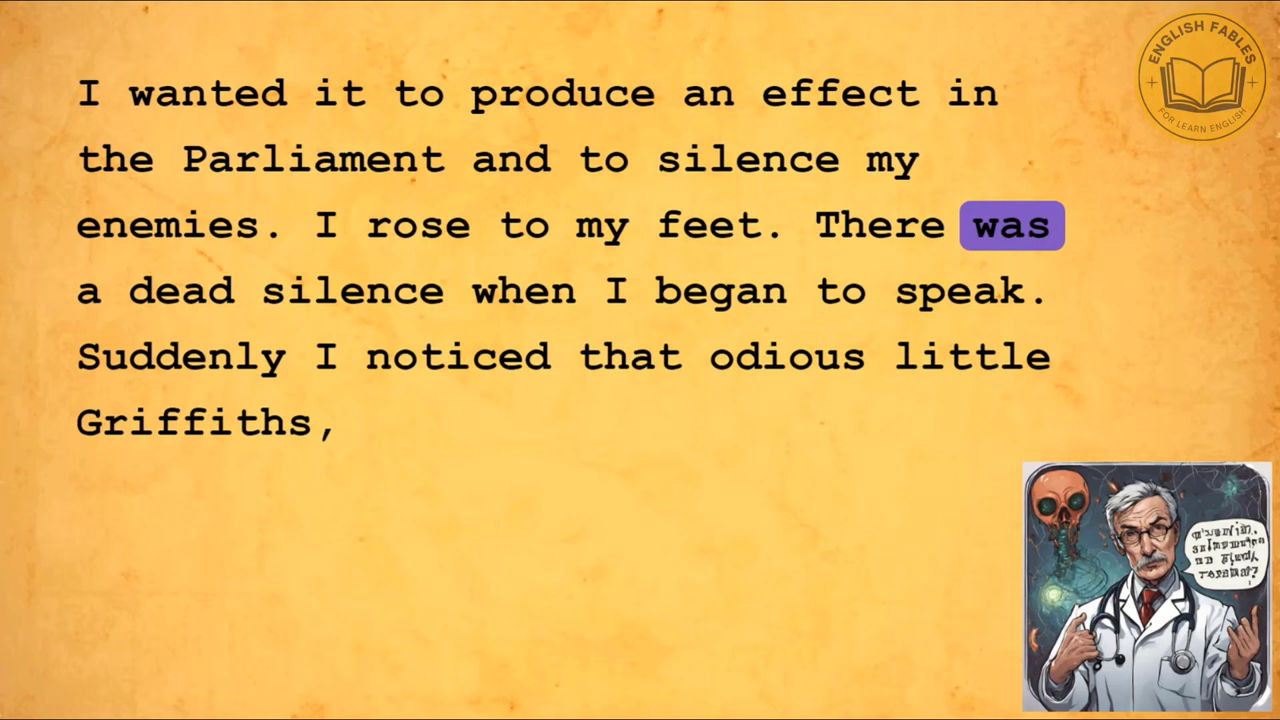 I wanted it to produce an effect in
the Parliament and to silence my
enemies. I rose to my feet. There was
a dead silence when I began to speak.
Suddenly I noticed that odious little
Griffiths,
ENGLISH FABLES
FOR LEARN ENGLISH